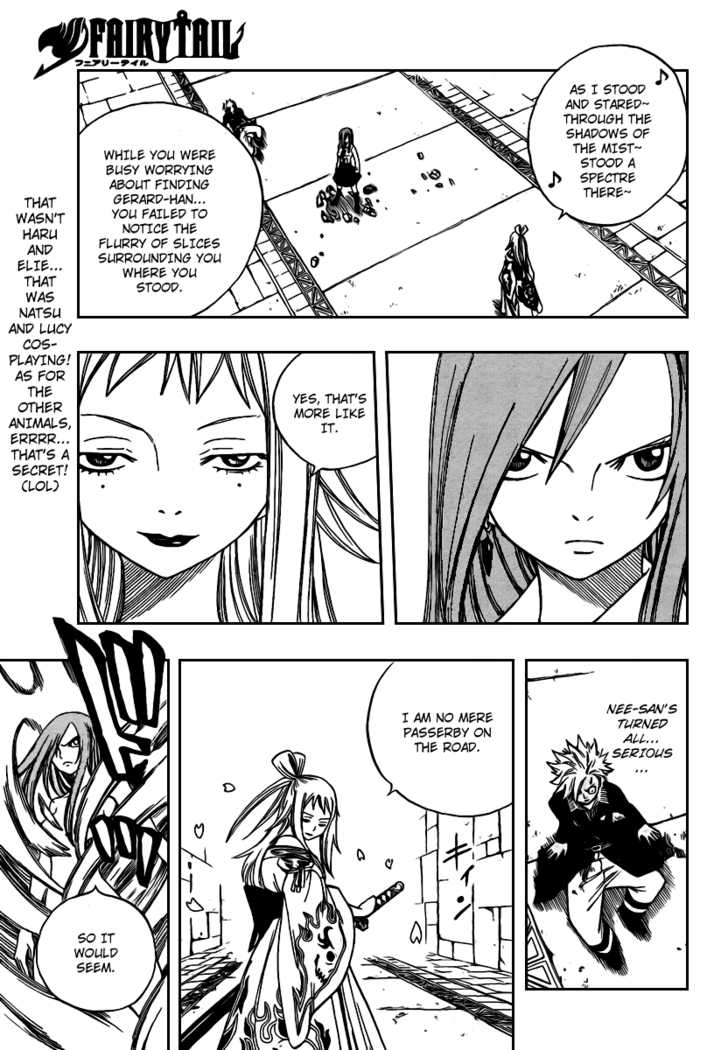 FAIRYTAIL
フェアリーテイル
AS I STOOD
AND STARED~
THROUGH THE
SHADOWS OF
THE MIST~
STOOD A
SPECTRE
THERE~
WHILE YOU WERE
BUSY WORRYING
ABOUT FINDING
GERARD-HAN...
YOU FAILED TO
NOTICE THE
FLURRY OF SLICES
SURROUNDING YOU
WHERE YOU
STOOD.
THAT
WASN'T
HARU
AND
ELIE...
THAT
WAS
NATSU
AND LUCY
COS-
PLAYING!
AS FOR
THE
OTHER
ANIMALS,
ERRRR...
THAT'S A
SECRET!
(LOL)
YES, THAT'S
MORE LIKE
IT.
NEE-SAN'S
TURNED
ALL...
SERIOUS
...
I AM NO MERE
PASSERBY ON
THE ROAD.
SO IT
WOULD
SEEM.